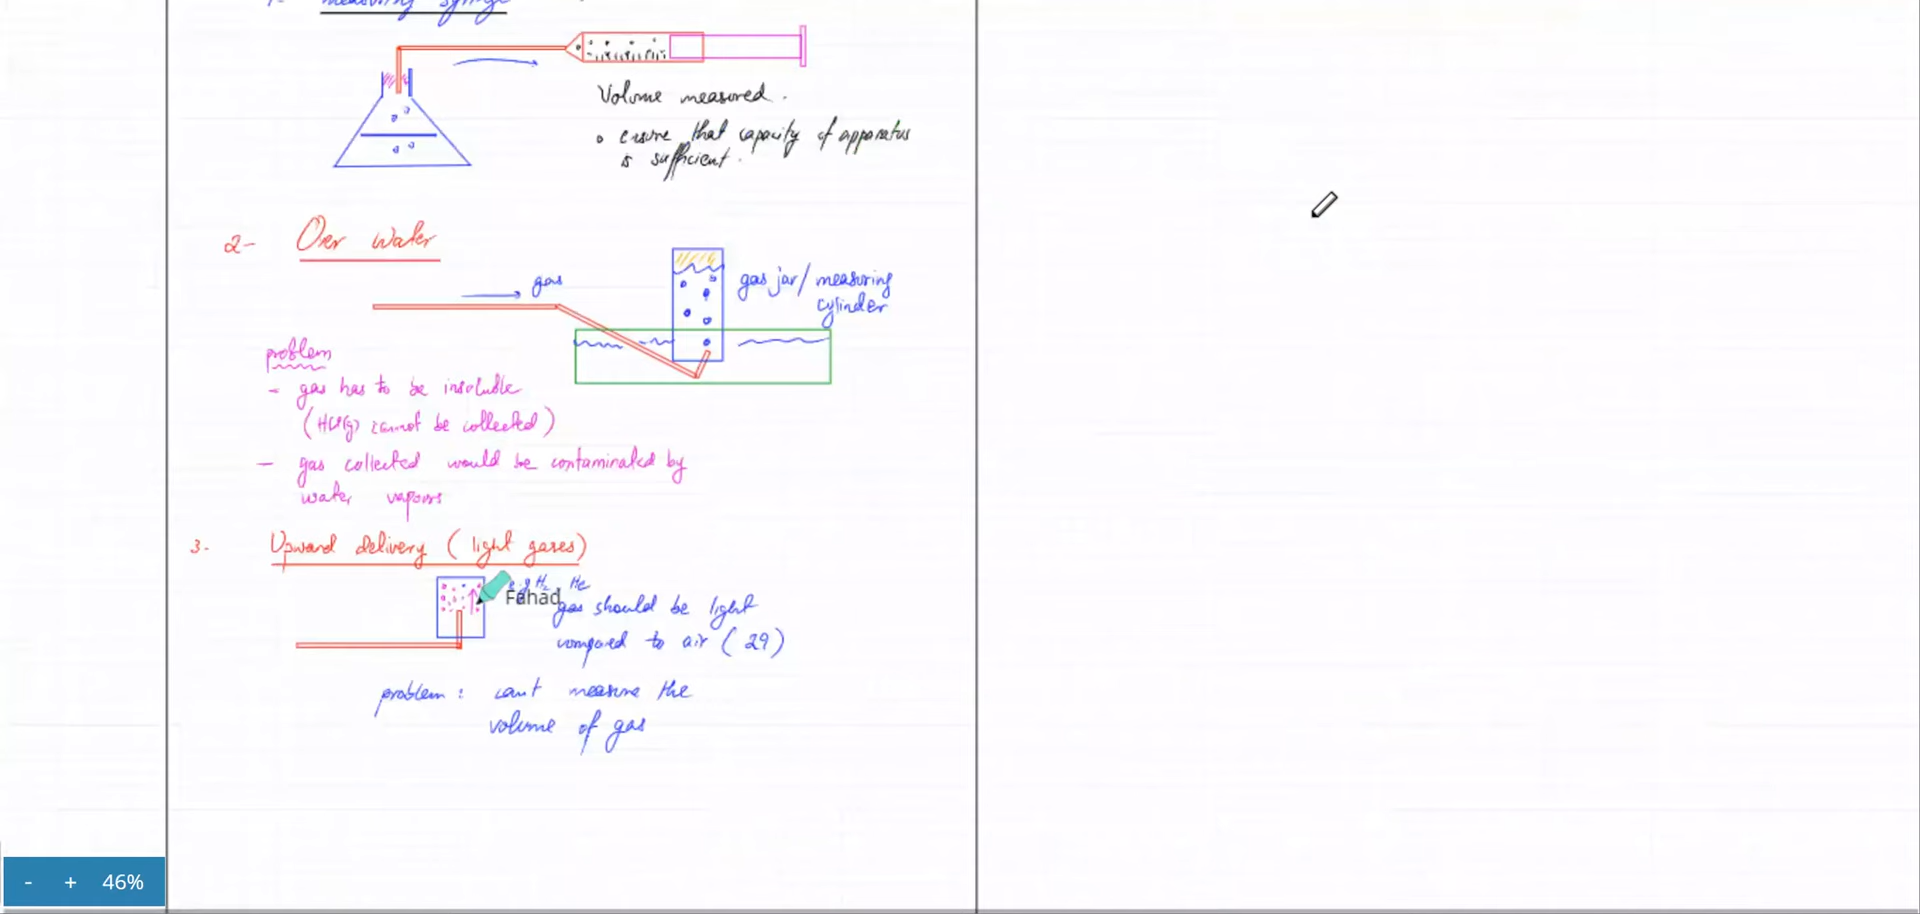 1- measuring syringe
Volume measured.
o ensure that capacity of apparatus
is sufficient.
2- Over water
gas
gas jar/measuring
cylinder
problem
- gas has to be insoluble
(HCl(g) cannot be collected)
- gas collected would be contaminated by
water vapours
3. Upward delivery (light gases)
e.g H₂, He
Fahad
gas should be light
compared to air (29)
problem: can't measure the
volume of gas
- + 46%